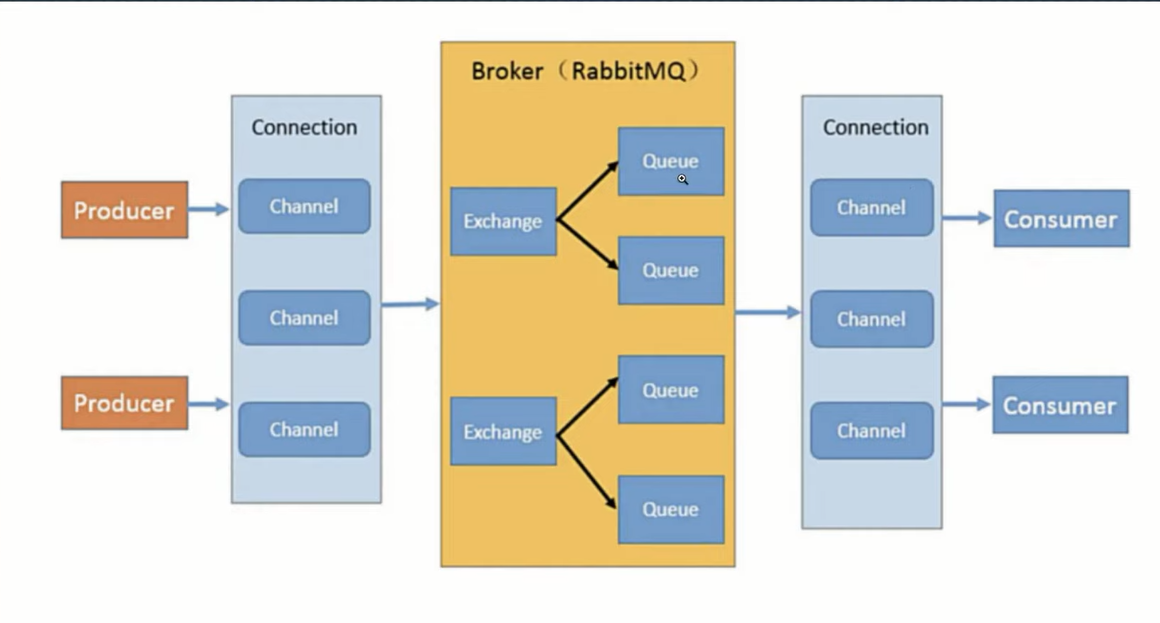 Broker（RabbitMQ）
Connection
Connection
Producer
Channel
Exchange
Queue
Queue
Channel
Consumer
Channel
Channel
Producer
Channel
Exchange
Queue
Queue
Channel
Consumer